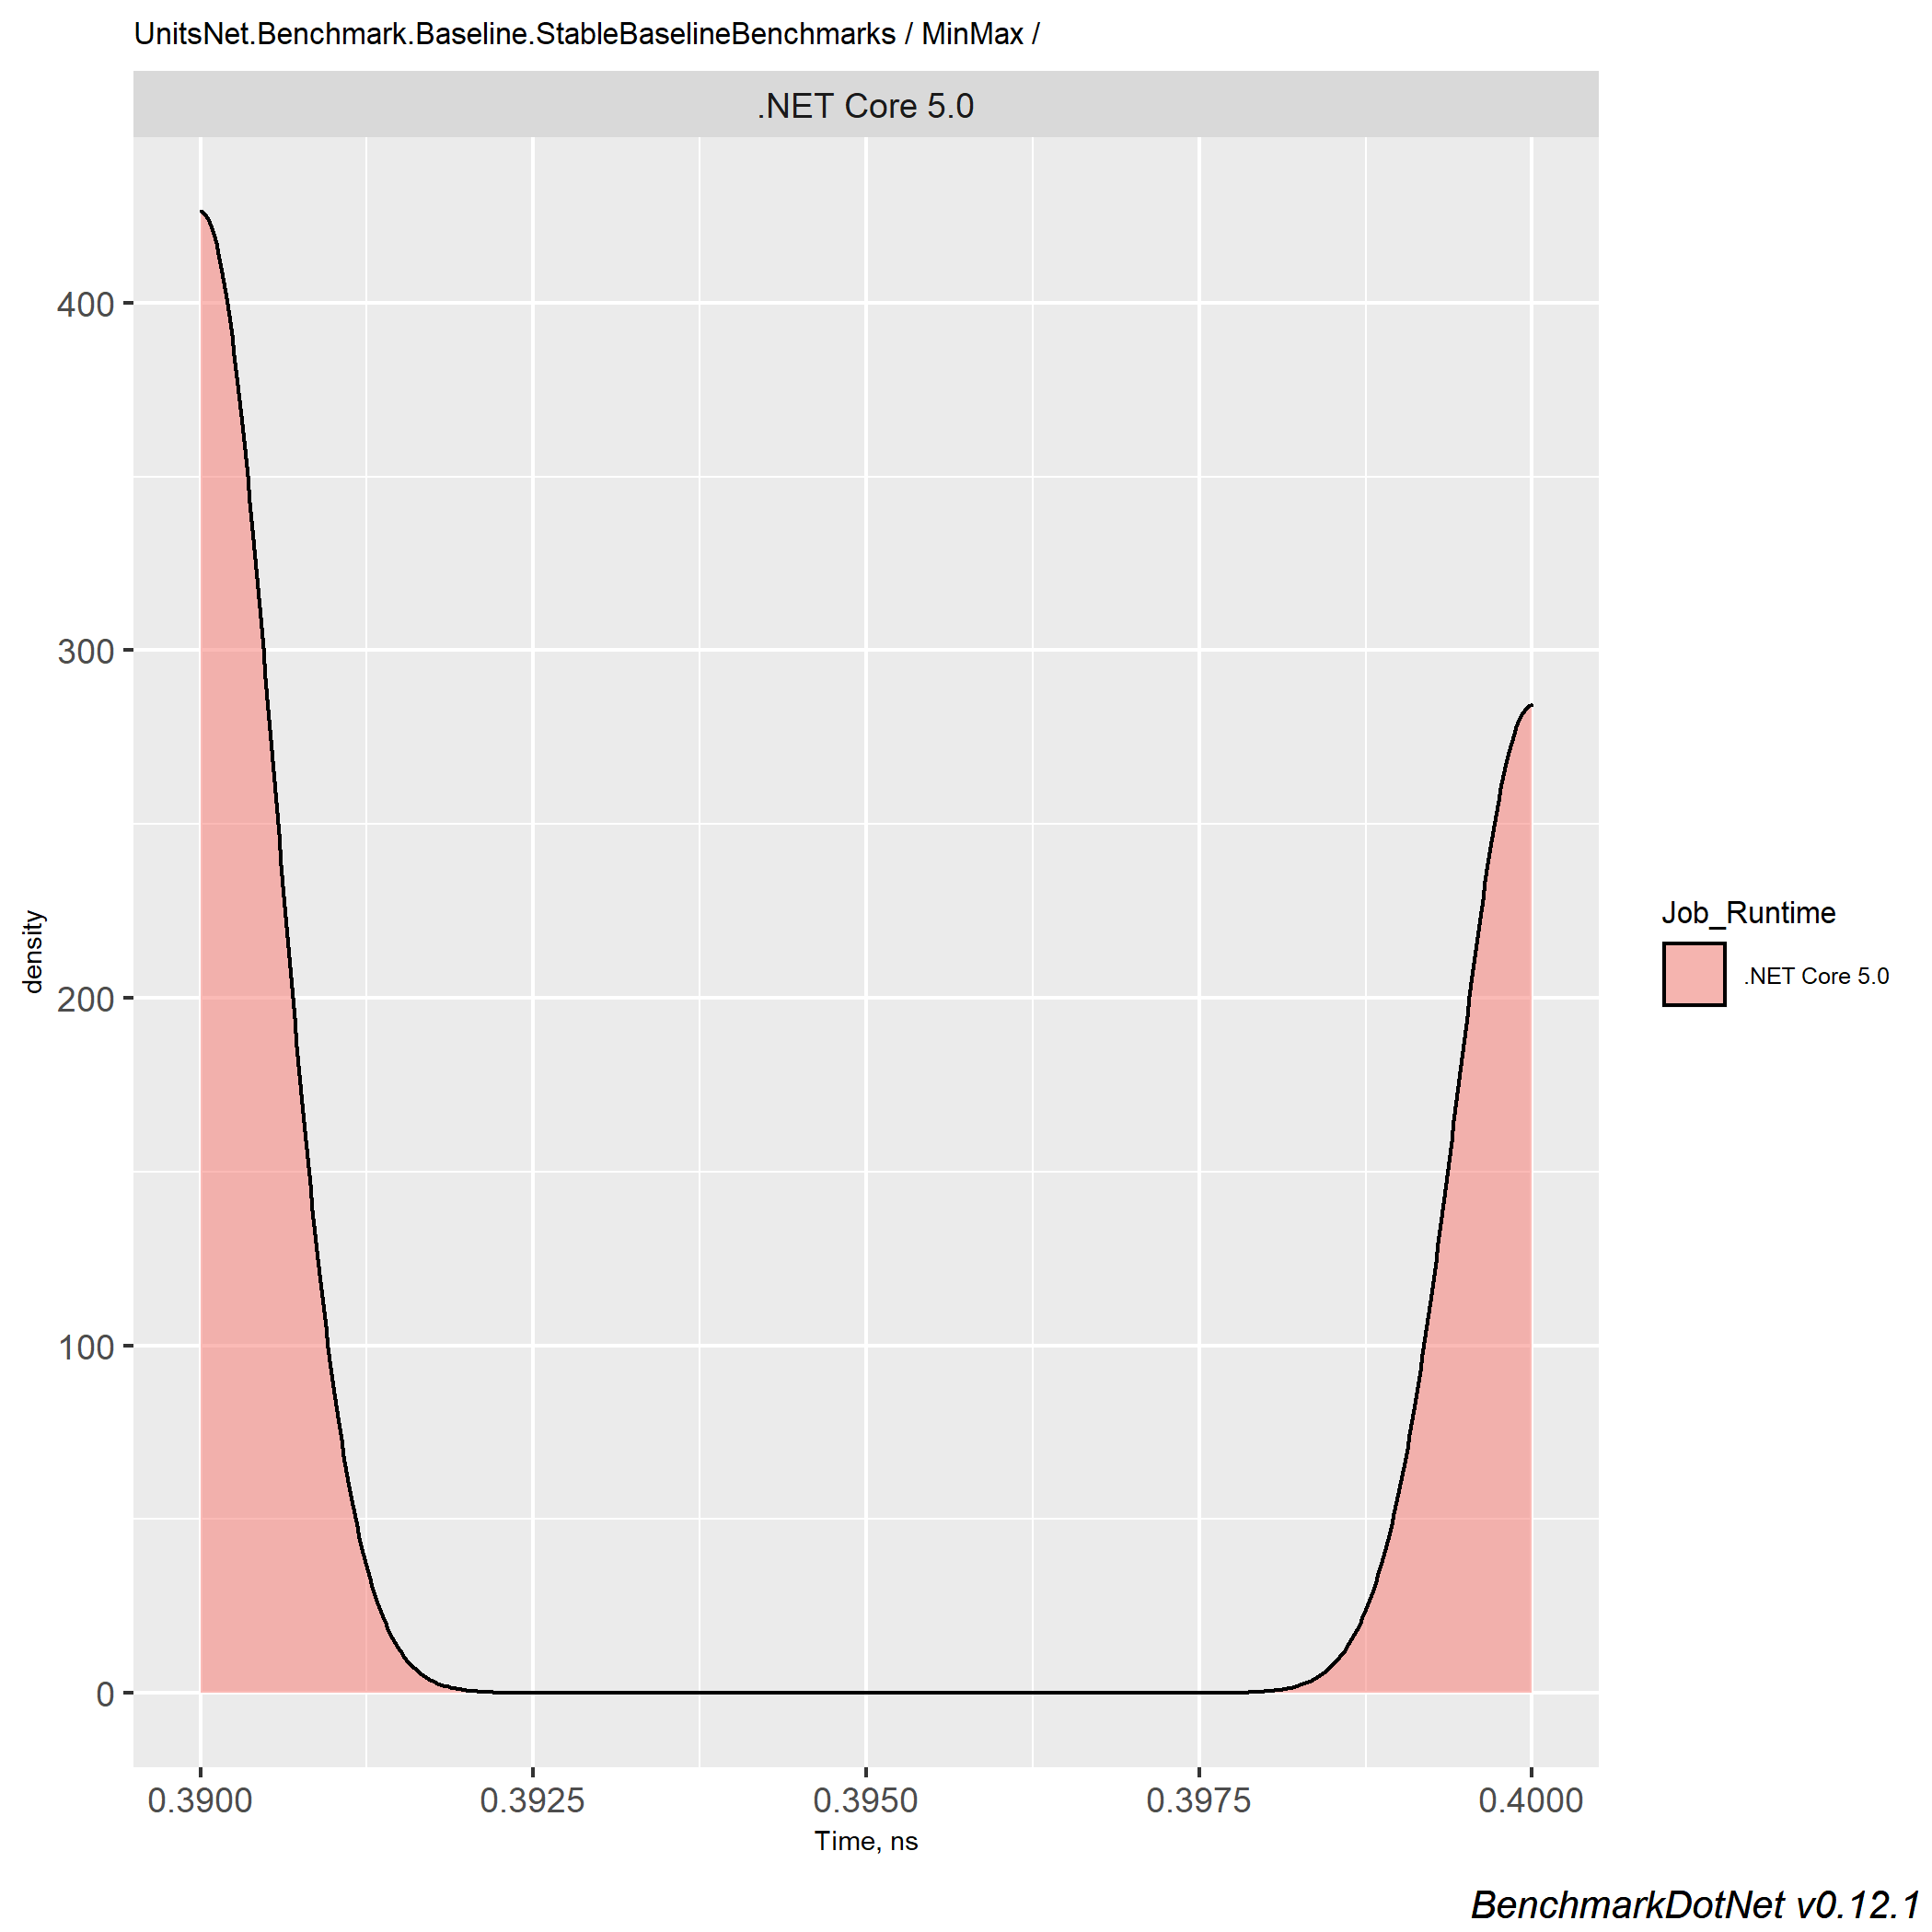 UnitsNet.Benchmark.Baseline.StableBaselineBenchmarks / MinMax /
.NET Core 5.0
400
300
200
100
0
density
0.3900 0.3925 0.3950 0.3975 0.4000
Time, ns
Job_Runtime
.NET Core 5.0
BenchmarkDotNet v0.12.1